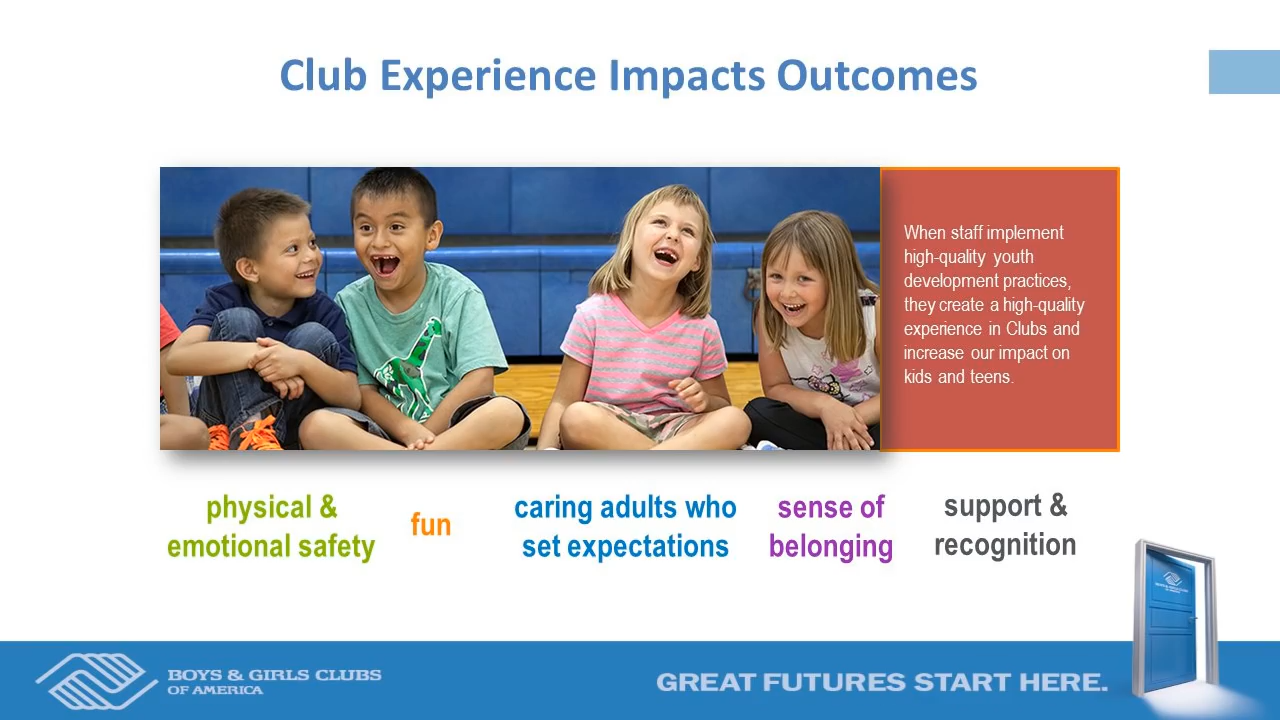 Club Experience Impacts Outcomes
When staff implement
high-quality youth
development practices,
they create a high-quality
experience in Clubs and
increase our impact on
kids and teens.
physical &
emotional safety
fun
caring adults who
set expectations
sense of
belonging
support &
recognition
BOYS & GIRLS CLUBS
OF AMERICA
GREAT FUTURES START HERE.